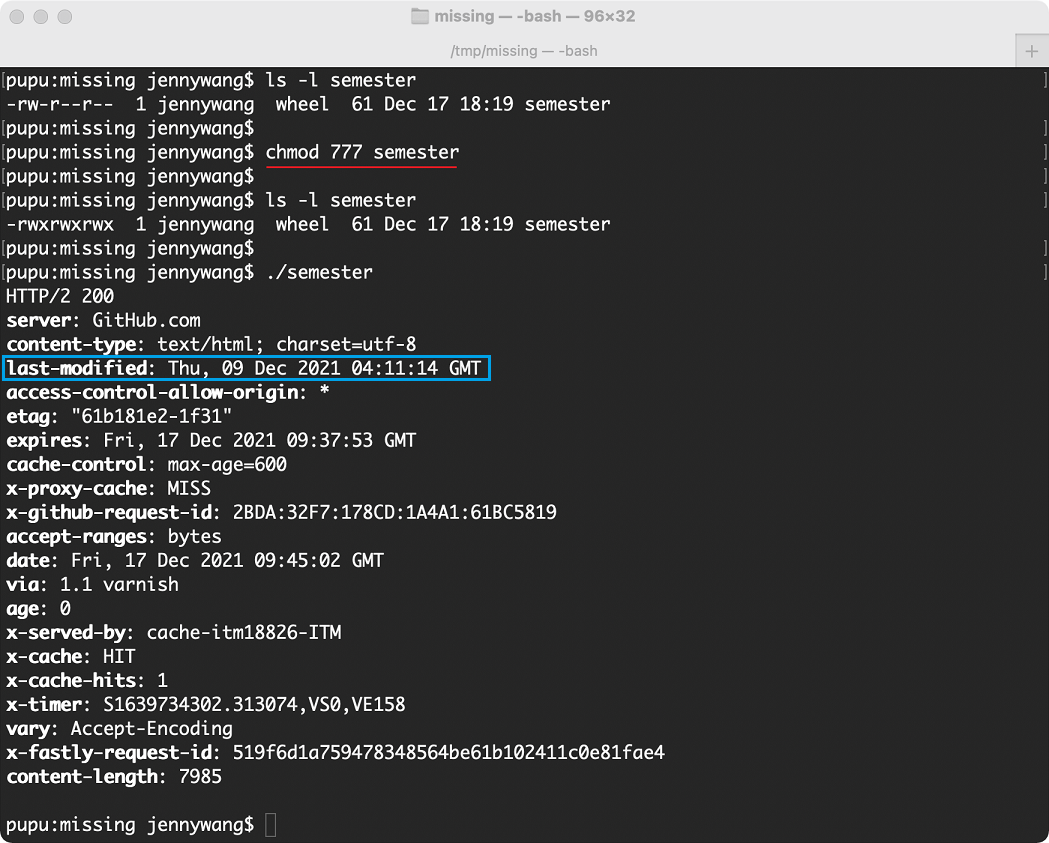 missing — -bash — 96×32
/tmp/missing — -bash
+
[pupu:missing jennywang$ ls -l semester ]
-rw-r--r--  1 jennywang  wheel  61 Dec 17 18:19 semester
[pupu:missing jennywang$ ]
[pupu:missing jennywang$ chmod 777 semester ]
[pupu:missing jennywang$ ]
[pupu:missing jennywang$ ls -l semester ]
-rwxrwxrwx  1 jennywang  wheel  61 Dec 17 18:19 semester
[pupu:missing jennywang$ ]
[pupu:missing jennywang$ ./semester ]
HTTP/2 200
server: GitHub.com
content-type: text/html; charset=utf-8
last-modified: Thu, 09 Dec 2021 04:11:14 GMT
access-control-allow-origin: *
etag: "61b181e2-1f31"
expires: Fri, 17 Dec 2021 09:37:53 GMT
cache-control: max-age=600
x-proxy-cache: MISS
x-github-request-id: 2BDA:32F7:178CD:1A4A1:61BC5819
accept-ranges: bytes
date: Fri, 17 Dec 2021 09:45:02 GMT
via: 1.1 varnish
age: 0
x-served-by: cache-itm18826-ITM
x-cache: HIT
x-cache-hits: 1
x-timer: S1639734302.313074,VS0,VE158
vary: Accept-Encoding
x-fastly-request-id: 519f6d1a759478348564be61b102411c0e81fae4
content-length: 7985
pupu:missing jennywang$